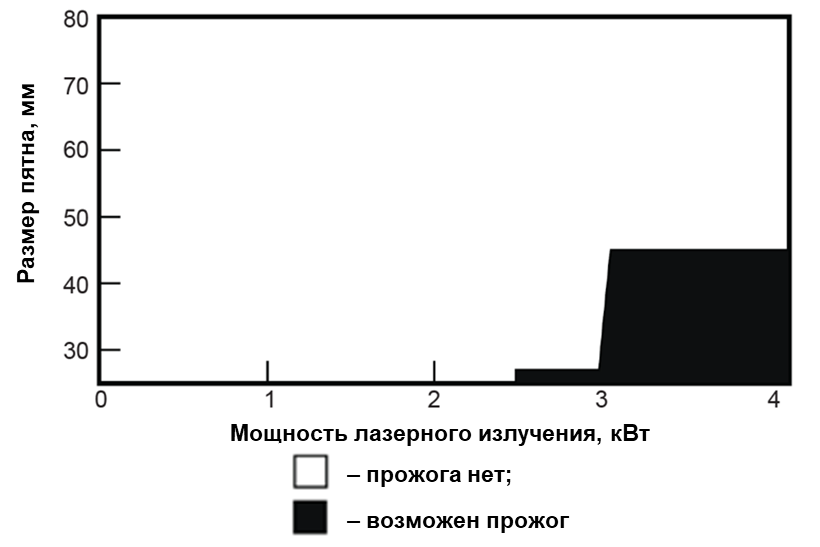 80
70
60
50
40
30
Размер пятна, мм
0 1 2 3 4
Мощность лазерного излучения, кВт
– прожога нет;
– возможен прожог